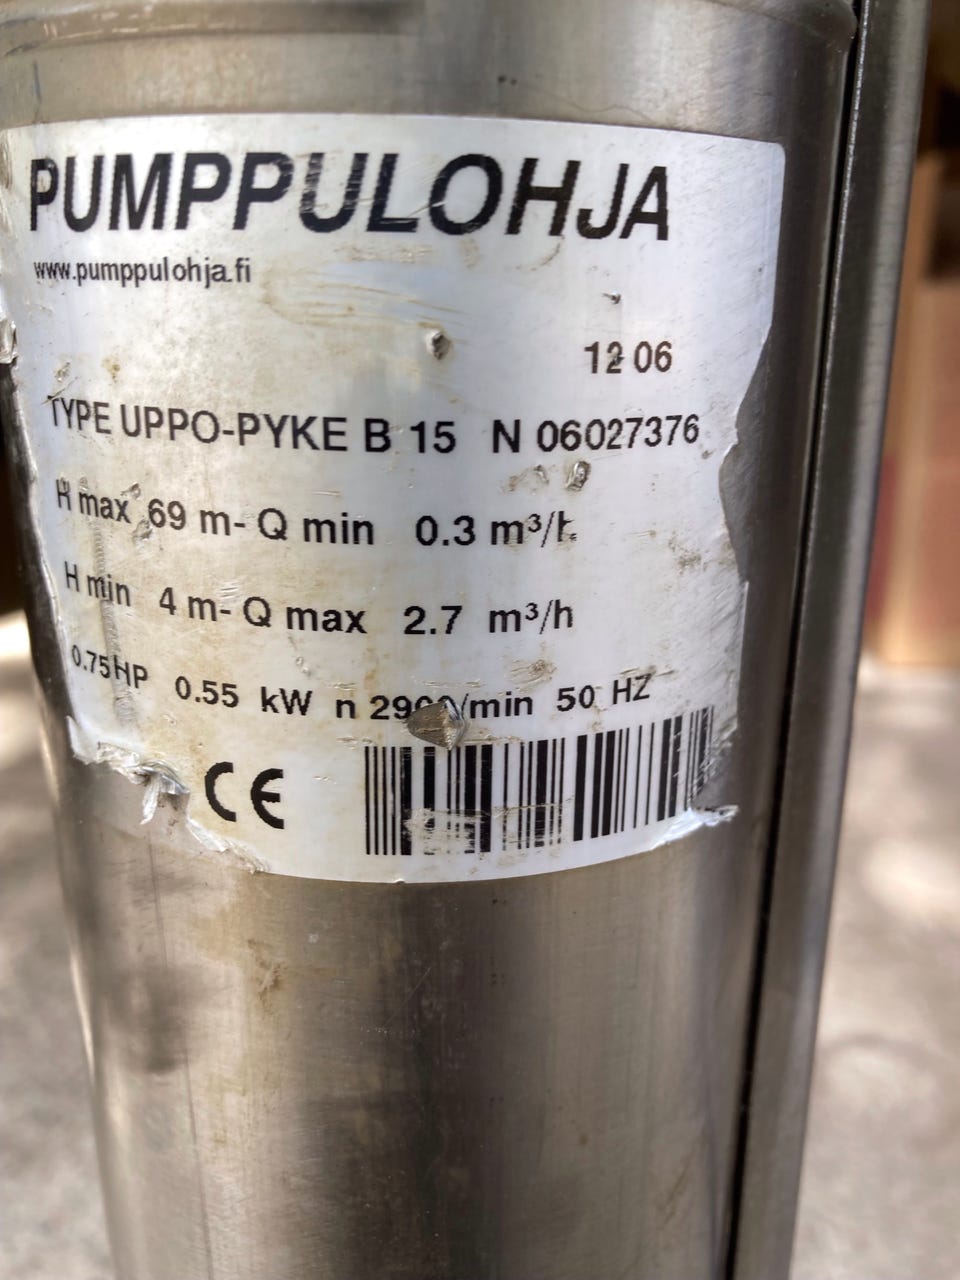 PUMPPULOHJA
www.pumppulohja.fi
12 06
TYPE UPPO-PYKE B 15 N 06027376
H max 69 m- Q min 0.3 m³/h
H min 4 m- Q max 2.7 m³/h
0.75HP 0.55 kW n 2900/min 50 HZ
CE